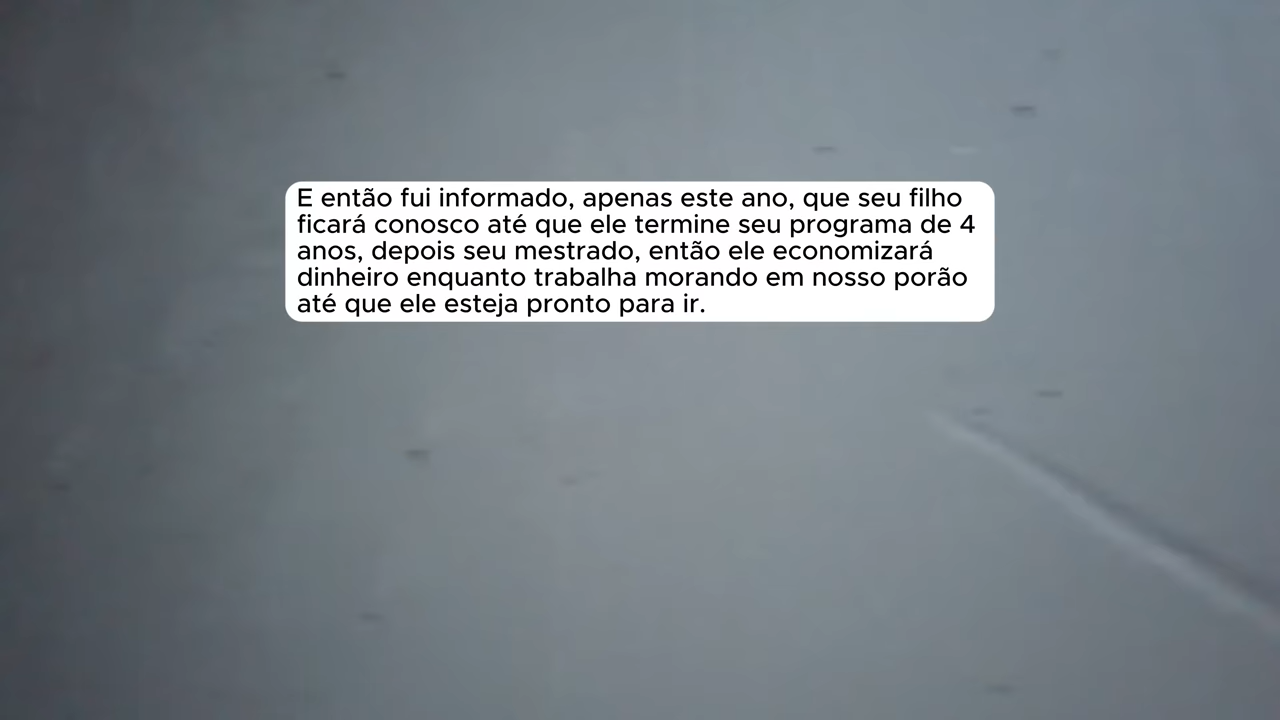 E então fui informado, apenas este ano, que seu filho
ficará conosco até que ele termine seu programa de 4
anos, depois seu mestrado, então ele economizará
dinheiro enquanto trabalha morando em nosso porão
até que ele esteja pronto para ir.